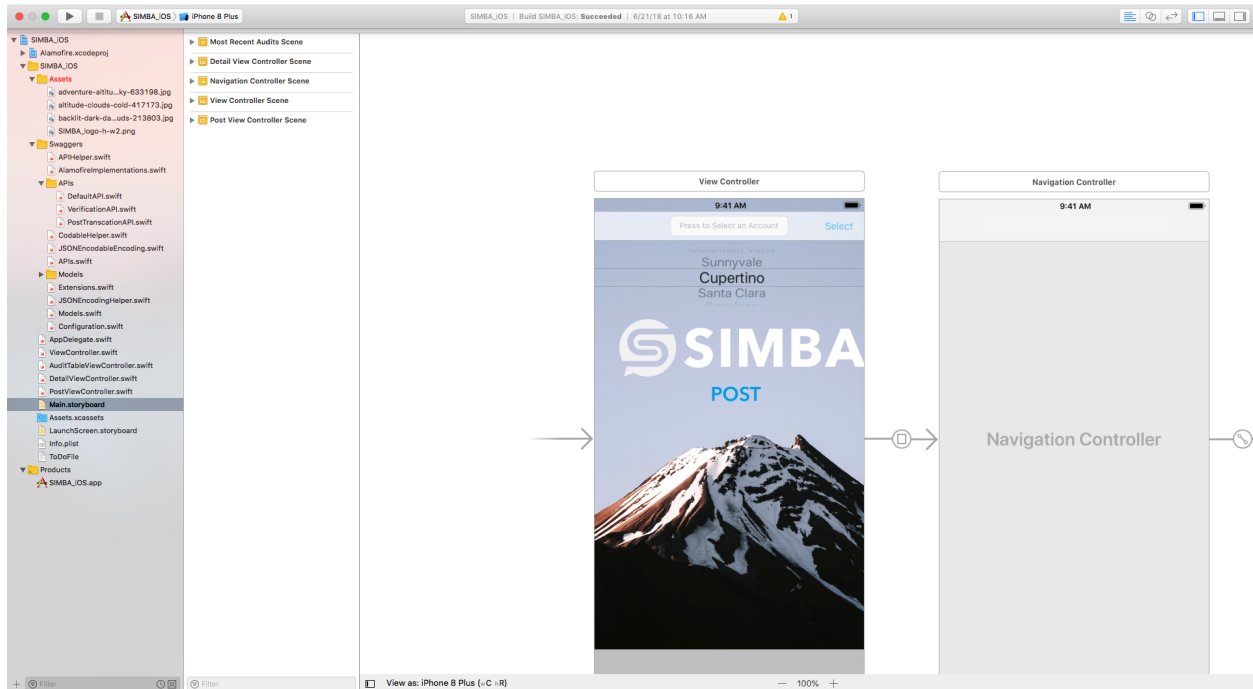 SIMBA_iOS
iPhone 8 Plus
SIMBA_iOS | Build SIMBA_iOS: Succeeded | 6/21/18 at 10:16 AM
1
SIMBA_iOS
Alamofire.xcodeproj
SIMBA_iOS
Assets
adventure-altitu...ky-633198.jpg
altitude-clouds-cold-417173.jpg
backlit-dark-da...uds-213803.jpg
SIMBA_logo-h-w2.png
Swaggers
APIHelper.swift
AlamofireImplementations.swift
APIs
DefaultAPI.swift
VerificationAPI.swift
PostTranscationAPI.swift
CodableHelper.swift
JSONEncodableEncoding.swift
APIs.swift
Models
Extensions.swift
JSONEncodingHelper.swift
Models.swift
Configuration.swift
AppDelegate.swift
ViewController.swift
AuditTableViewController.swift
DetailViewController.swift
PostViewController.swift
Main.storyboard
Assets.xcassets
LaunchScreen.storyboard
Info.plist
ToDoFile
Products
SIMBA_iOS.app
Filter
Most Recent Audits Scene
Detail View Controller Scene
Navigation Controller Scene
View Controller Scene
Post View Controller Scene
Filter
View Controller
9:41 AM
Press to Select an Account
Select
Mountain View
Sunnyvale
Cupertino
Santa Clara
San Jose
SIMBA
POST
Navigation Controller
9:41 AM
Navigation Controller
View as: iPhone 8 Plus (wC hR)
100%